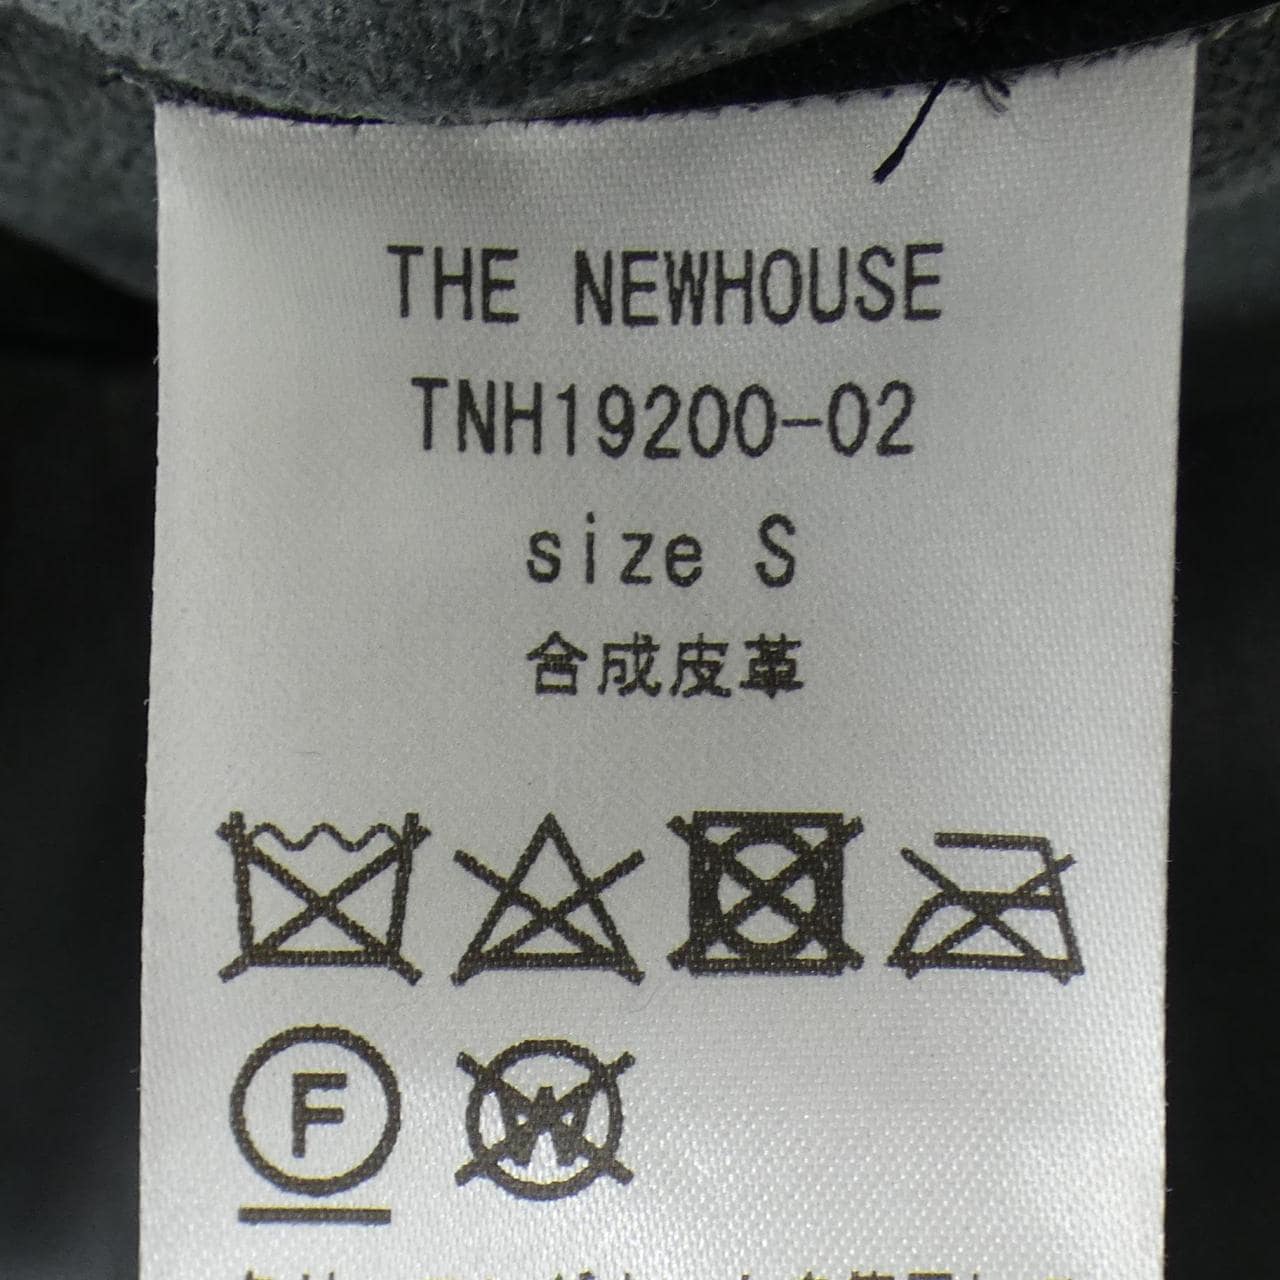 THE NEWHOUSE
TNH19200-02
size S
合成皮革
F
W